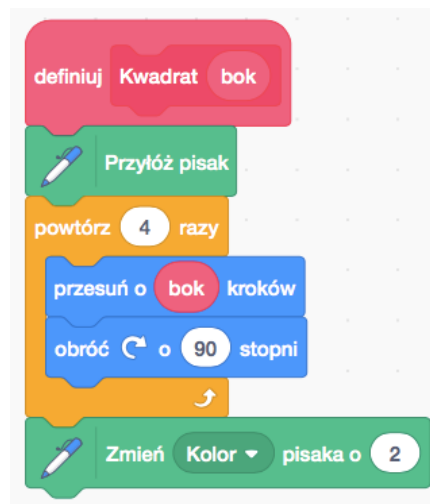 definiuj Kwadrat bok
Przyłóż pisak
powtórz 4 razy
przesuń o bok kroków
obróć o 90 stopni
Zmień Kolor pisaka o 2